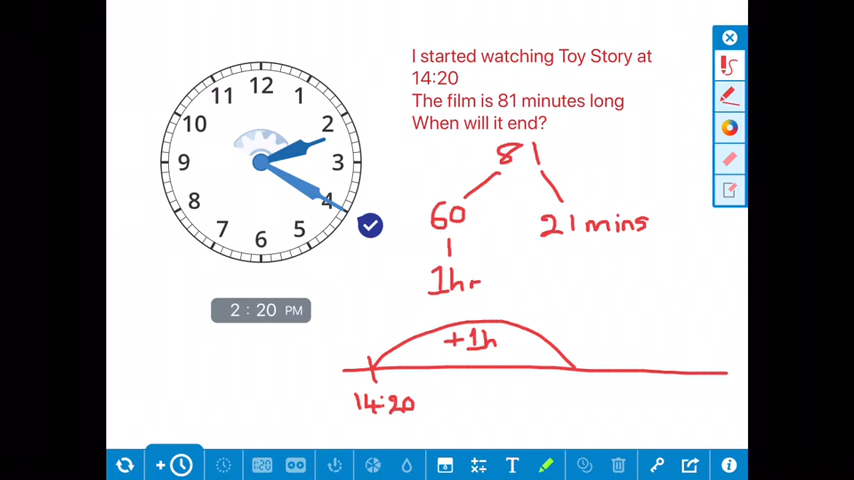 I started watching Toy Story at
14:20
The film is 81 minutes long
When will it end?
81
60
21 mins
1hr
+1h
14:20
12
1
2
3
4
5
6
7
8
9
10
11
2 : 20 PM
+
1:20
T
i